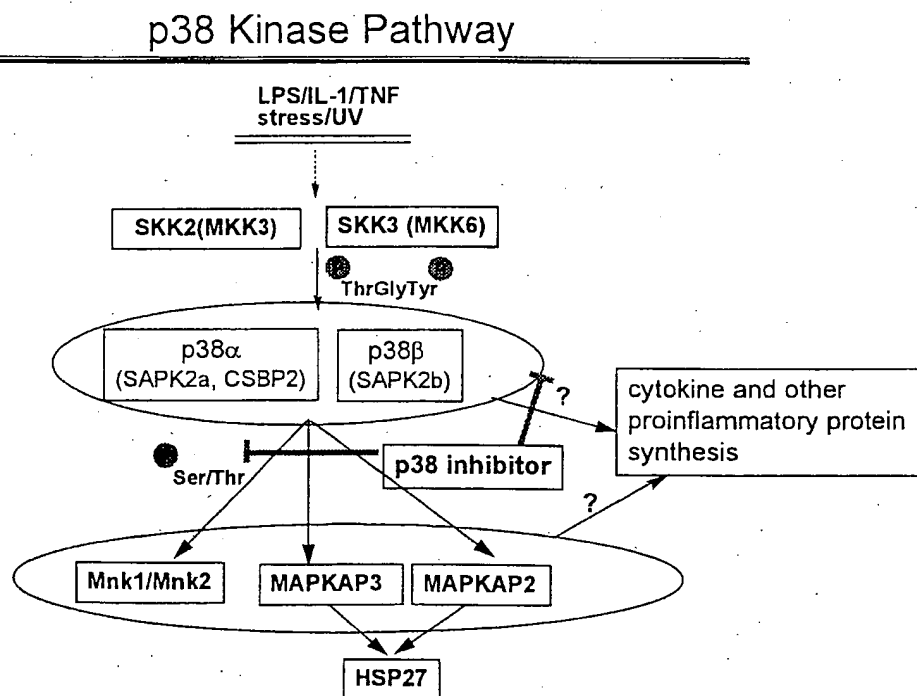 p38 Kinase Pathway
LPS/IL-1/TNF
stress/UV
SKK2(MKK3)
SKK3 (MKK6)
ThrGlyTyr
p38α
(SAPK2a, CSBP2)
p38β
(SAPK2b)
?
cytokine and other
proinflammatory protein
synthesis
p38 inhibitor
Ser/Thr
?
Mnk1/Mnk2
MAPKAP3
MAPKAP2
HSP27